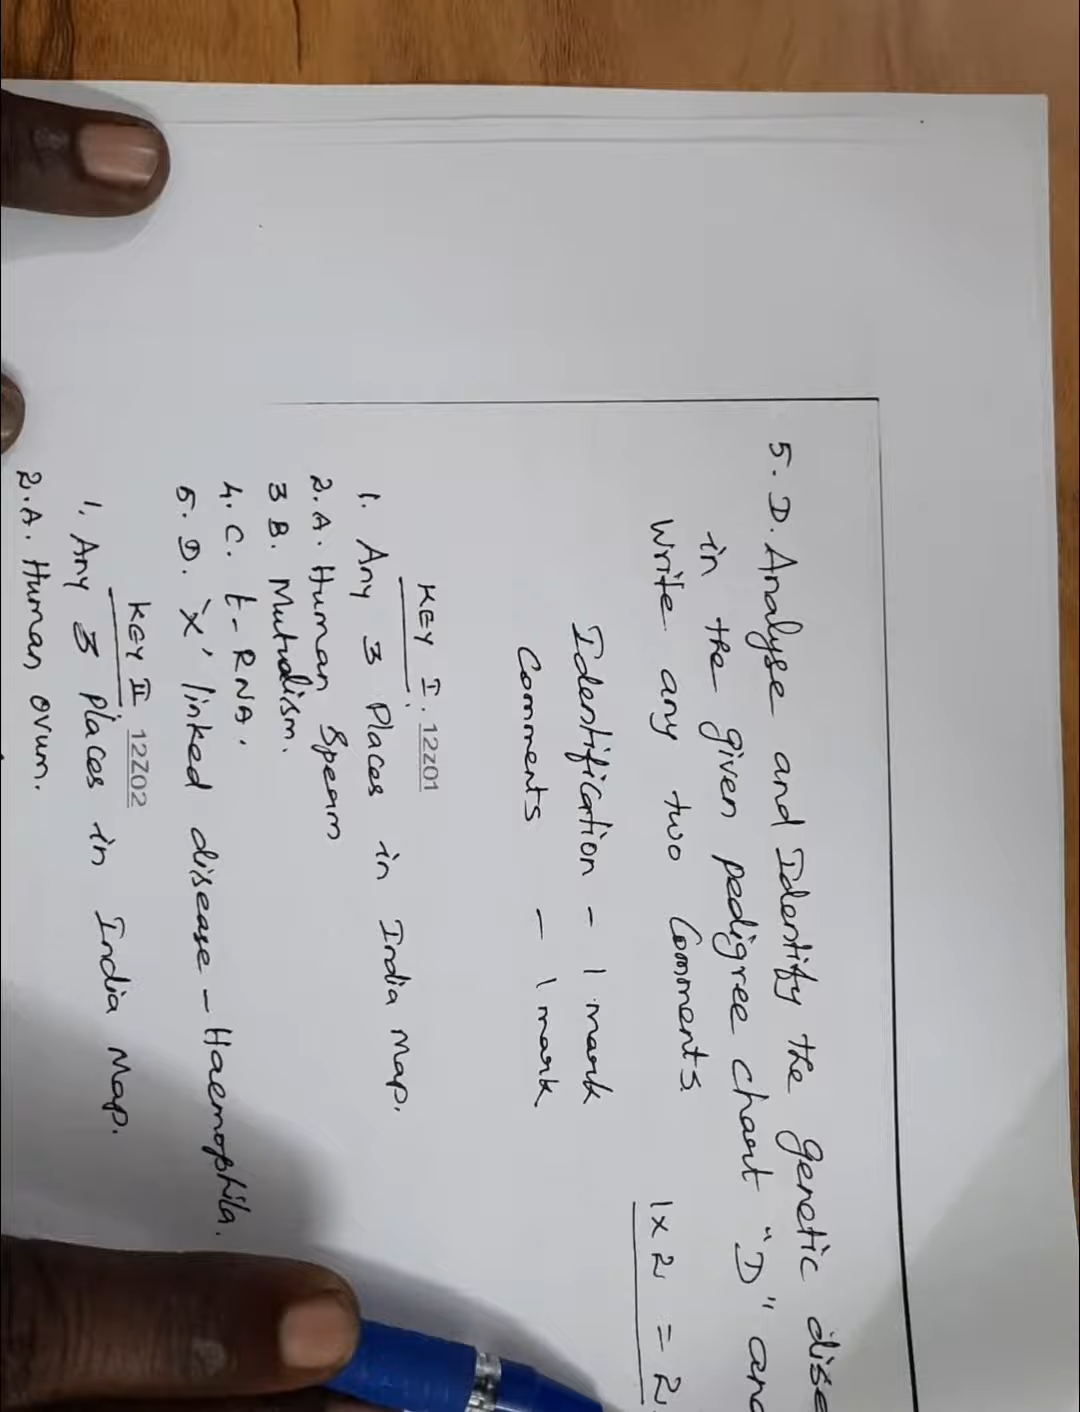 5. D. Analyse and Identify the genetic dise
in the given pedigree chart "D" and
Write any two Comments
1 x 2 = 2
Identification - 1 mark
Comments - 1 mark
KEY I. 12Z01
1. Any 3 Places in India Map.
2. A. Human Speam
3 B. Mutualism.
4. C. t-RNA.
5. D. 'X' linked disease - Haemophila.
KEY II 12Z02
1. Any 3 places in India Map.
2. A. Human ovum.